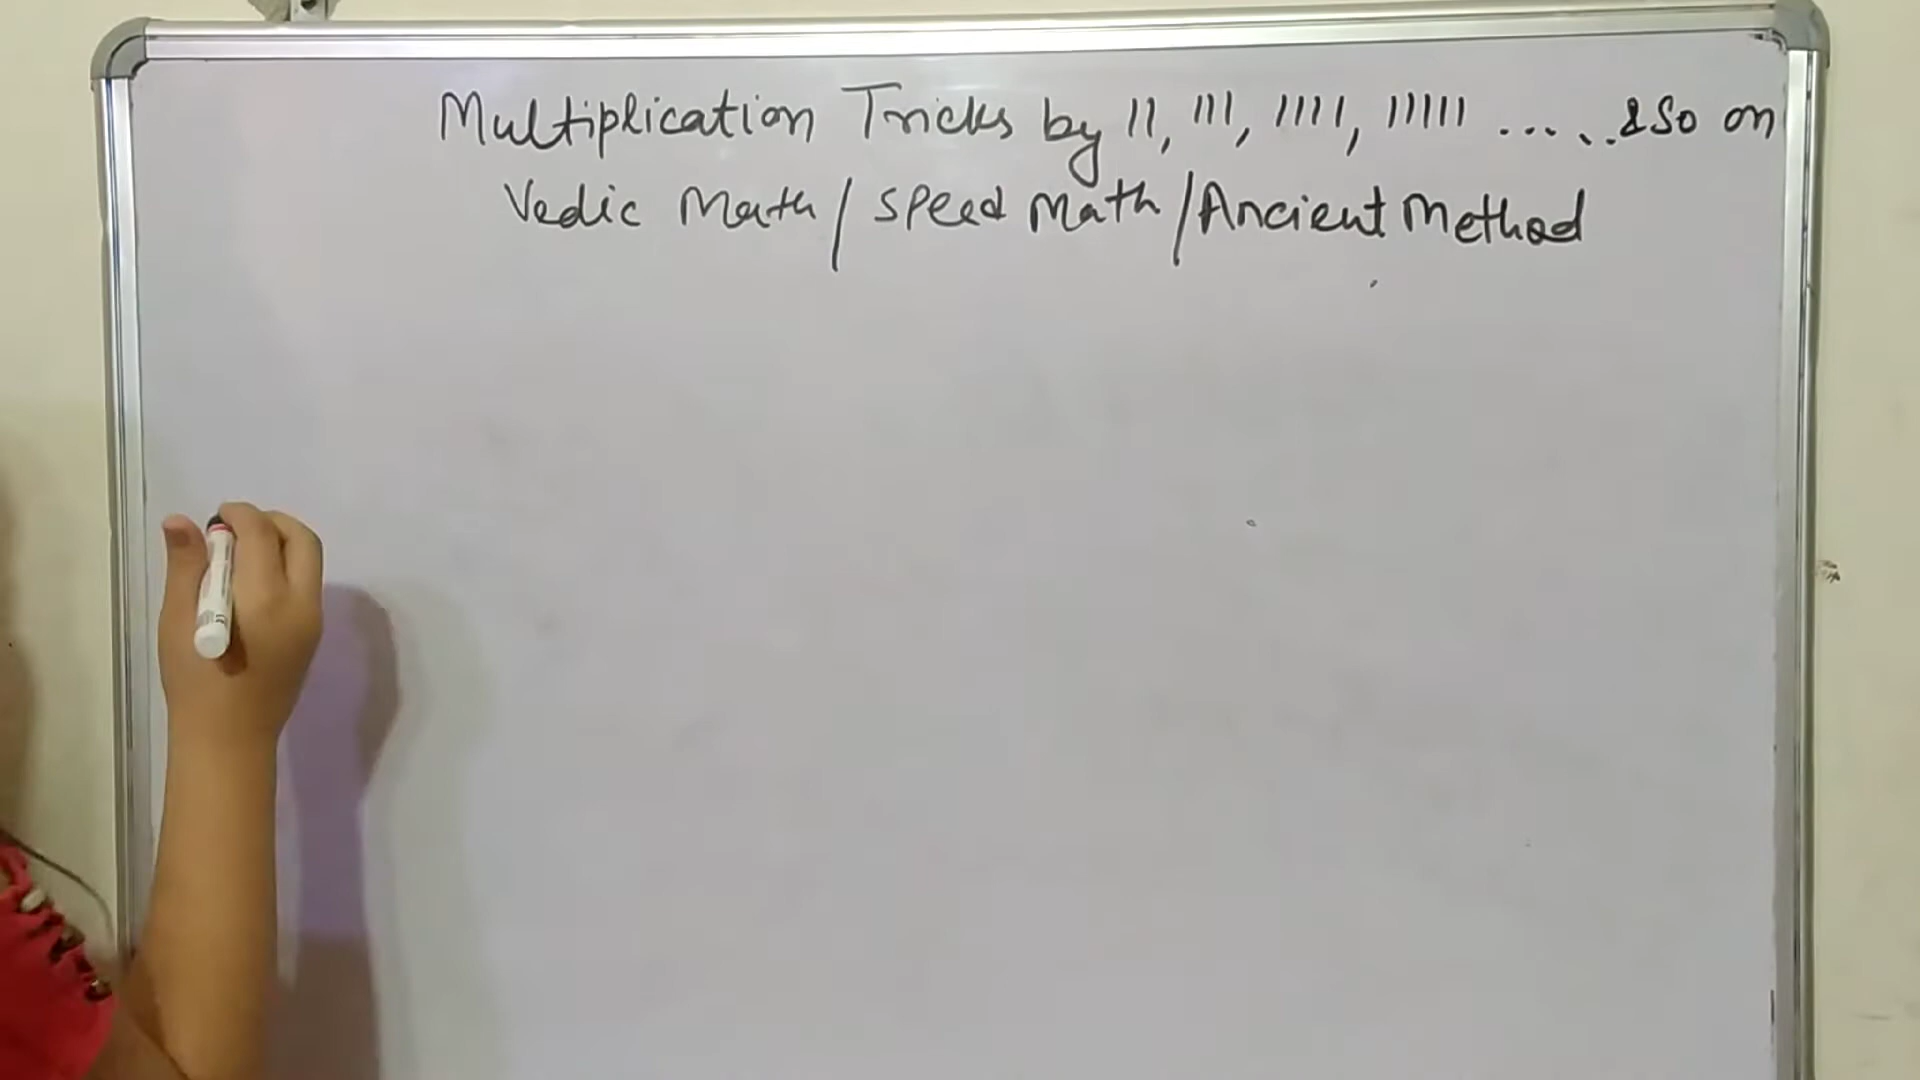 Multiplication Tricks by 11, 111, 1111, 11111 ..... & So on
Vedic Math / Speed Math / Ancient Method